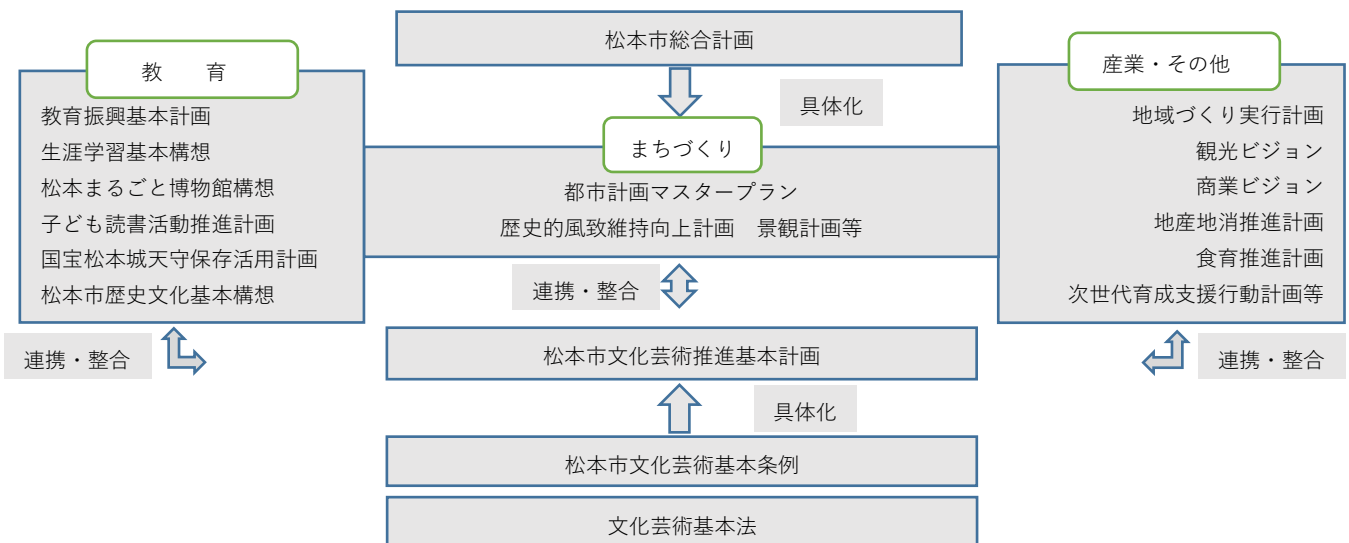 松本市総合計画
具体化
教　育
教育振興基本計画
生涯学習基本構想
松本まるごと博物館構想
子ども読書活動推進計画
国宝松本城天守保存活用計画
松本市歴史文化基本構想
まちづくり
都市計画マスタープラン
歴史的風致維持向上計画　景観計画等
産業・その他
地域づくり実行計画
観光ビジョン
商業ビジョン
地産地消推進計画
食育推進計画
次世代育成支援行動計画等
連携・整合
連携・整合
連携・整合
松本市文化芸術推進基本計画
具体化
松本市文化芸術基本条例
文化芸術基本法